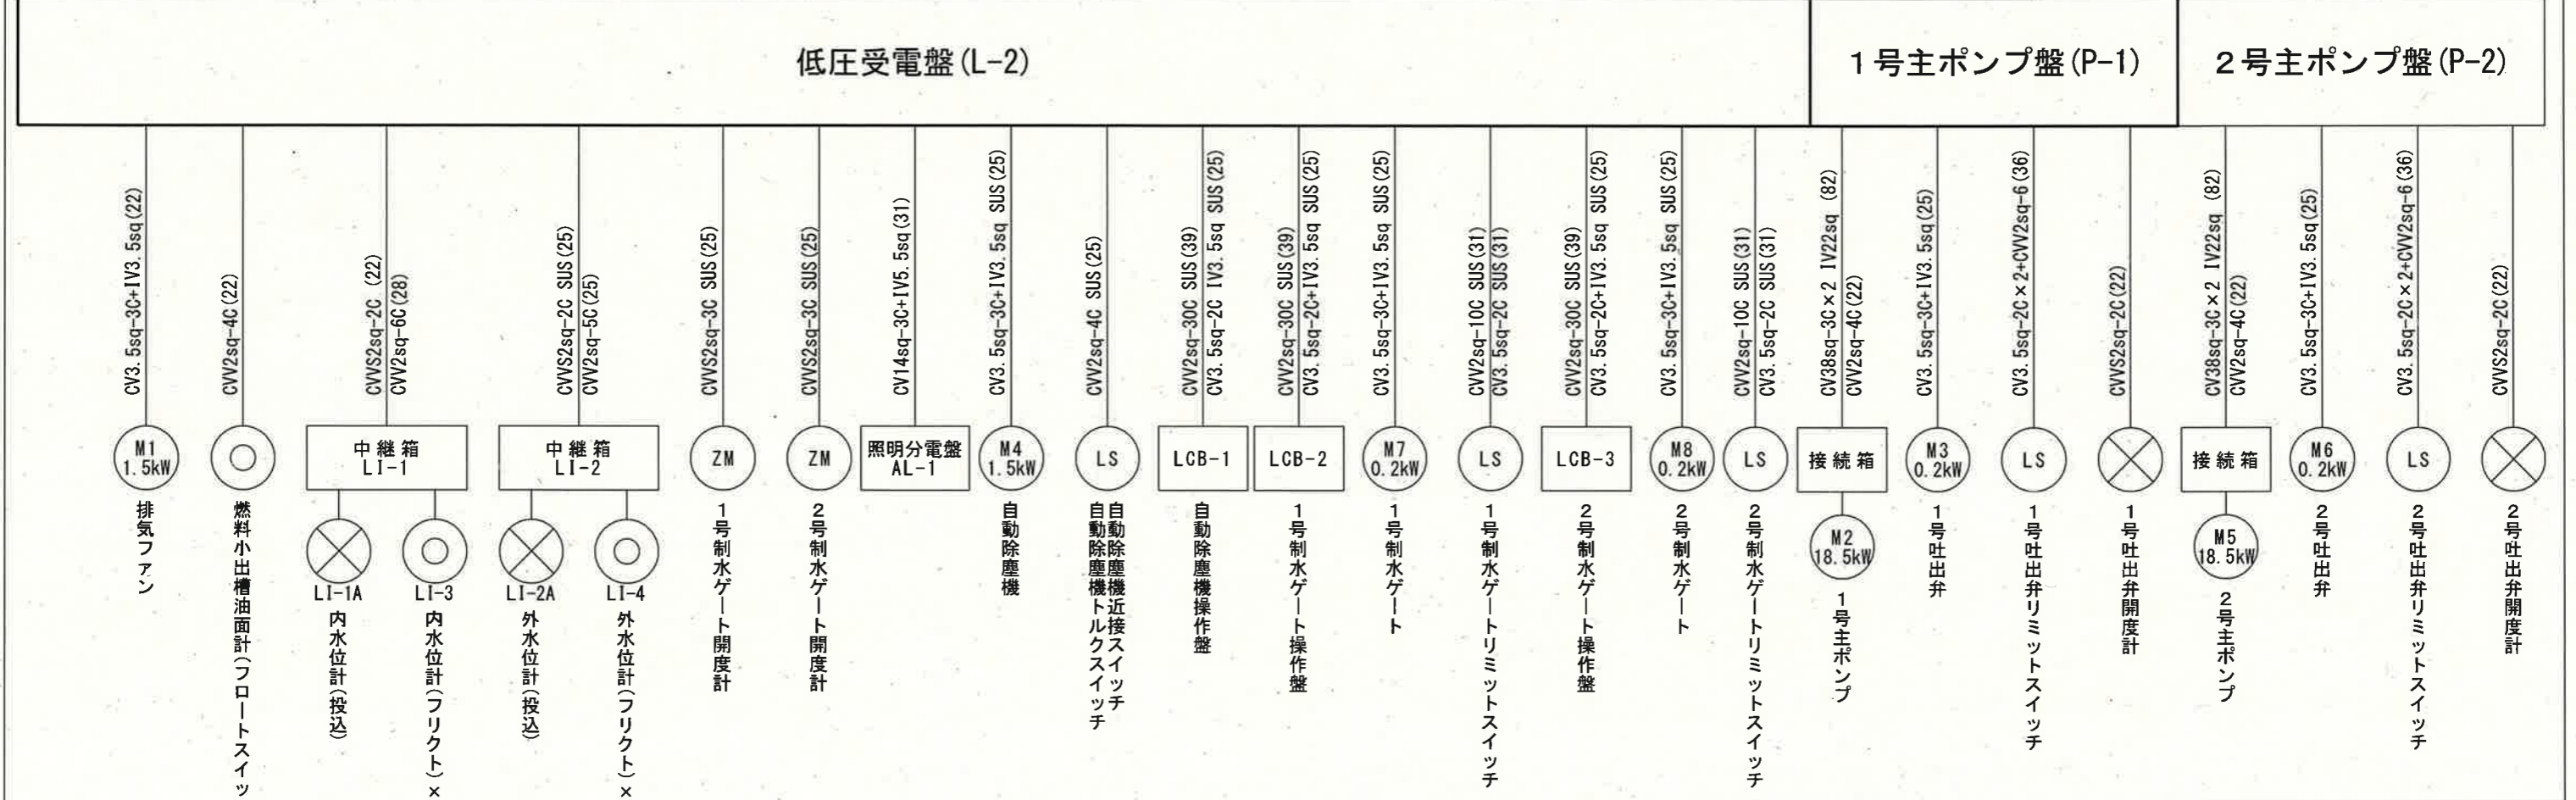 低圧受電盤(L-2)
1号主ポンプ盤(P-1)
2号主ポンプ盤(P-2)
CV3.5sq-3C+IV3.5sq(22)
M1
1.5kW
排気ファン
CVV2sq-4C(22)
燃料小出槽油面計(フロートスイッ
CVVS2sq-2C (22)
CVV2sq-6C(28)
中継箱
LI-1
LI-1A
内水位計(投込)
LI-3
内水位計(フリクト)×
CVVS2sq-2C SUS(25)
CVV2sq-5C(25)
中継箱
LI-2
LI-2A
外水位計(投込)
LI-4
外水位計(フリクト)×
CVVS2sq-3C SUS(25)
ZM
1号制水ゲート開度計
CVVS2sq-3C SUS(25)
ZM
2号制水ゲート開度計
CV14sq-3C+IV5.5sq(31)
照明分電盤
AL-1
CV3.5sq-3C+IV3.5sq SUS(25)
M4
1.5kW
自動除塵機
CVV2sq-4C SUS(25)
LS
自動除塵機近接スイッチ
自動除塵機トルクスイッチ
CVV2sq-30C SUS(39)
CV3.5sq-2C IV3.5sq SUS(25)
LCB-1
自動除塵機操作盤
CVV2sq-30C SUS(39)
CV3.5sq-2C+IV3.5sq SUS(25)
LCB-2
1号制水ゲート操作盤
CV3.5sq-3C+IV3.5sq SUS(25)
M7
0.2kW
1号制水ゲート
CVV2sq-10C SUS(31)
CV3.5sq-2C SUS(31)
LS
1号制水ゲートリミットスイッチ
CVV2sq-30C SUS(39)
CV3.5sq-2C+IV3.5sq SUS(25)
LCB-3
2号制水ゲート操作盤
CV3.5sq-3C+IV3.5sq SUS(25)
M8
0.2kW
2号制水ゲート
CVV2sq-10C SUS(31)
CV3.5sq-2C SUS(31)
LS
2号制水ゲートリミットスイッチ
CV38sq-3C×2 IV22sq (82)
CVV2sq-4C(22)
接続箱
M2
18.5kW
1号主ポンプ
CV3.5sq-3C+IV3.5sq(25)
M3
0.2kW
1号吐出弁
CV3.5sq-2C×2+CVV2sq-6(36)
LS
1号吐出弁リミットスイッチ
CVVS2sq-2C(22)
1号吐出弁開度計
CV38sq-3C×2 IV22sq (82)
CVV2sq-4C(22)
接続箱
M5
18.5kW
2号主ポンプ
CV3.5sq-3C+IV3.5sq(25)
M6
0.2kW
2号吐出弁
CV3.5sq-2C×2+CVV2sq-6(36)
LS
2号吐出弁リミットスイッチ
CVVS2sq-2C(22)
2号吐出弁開度計